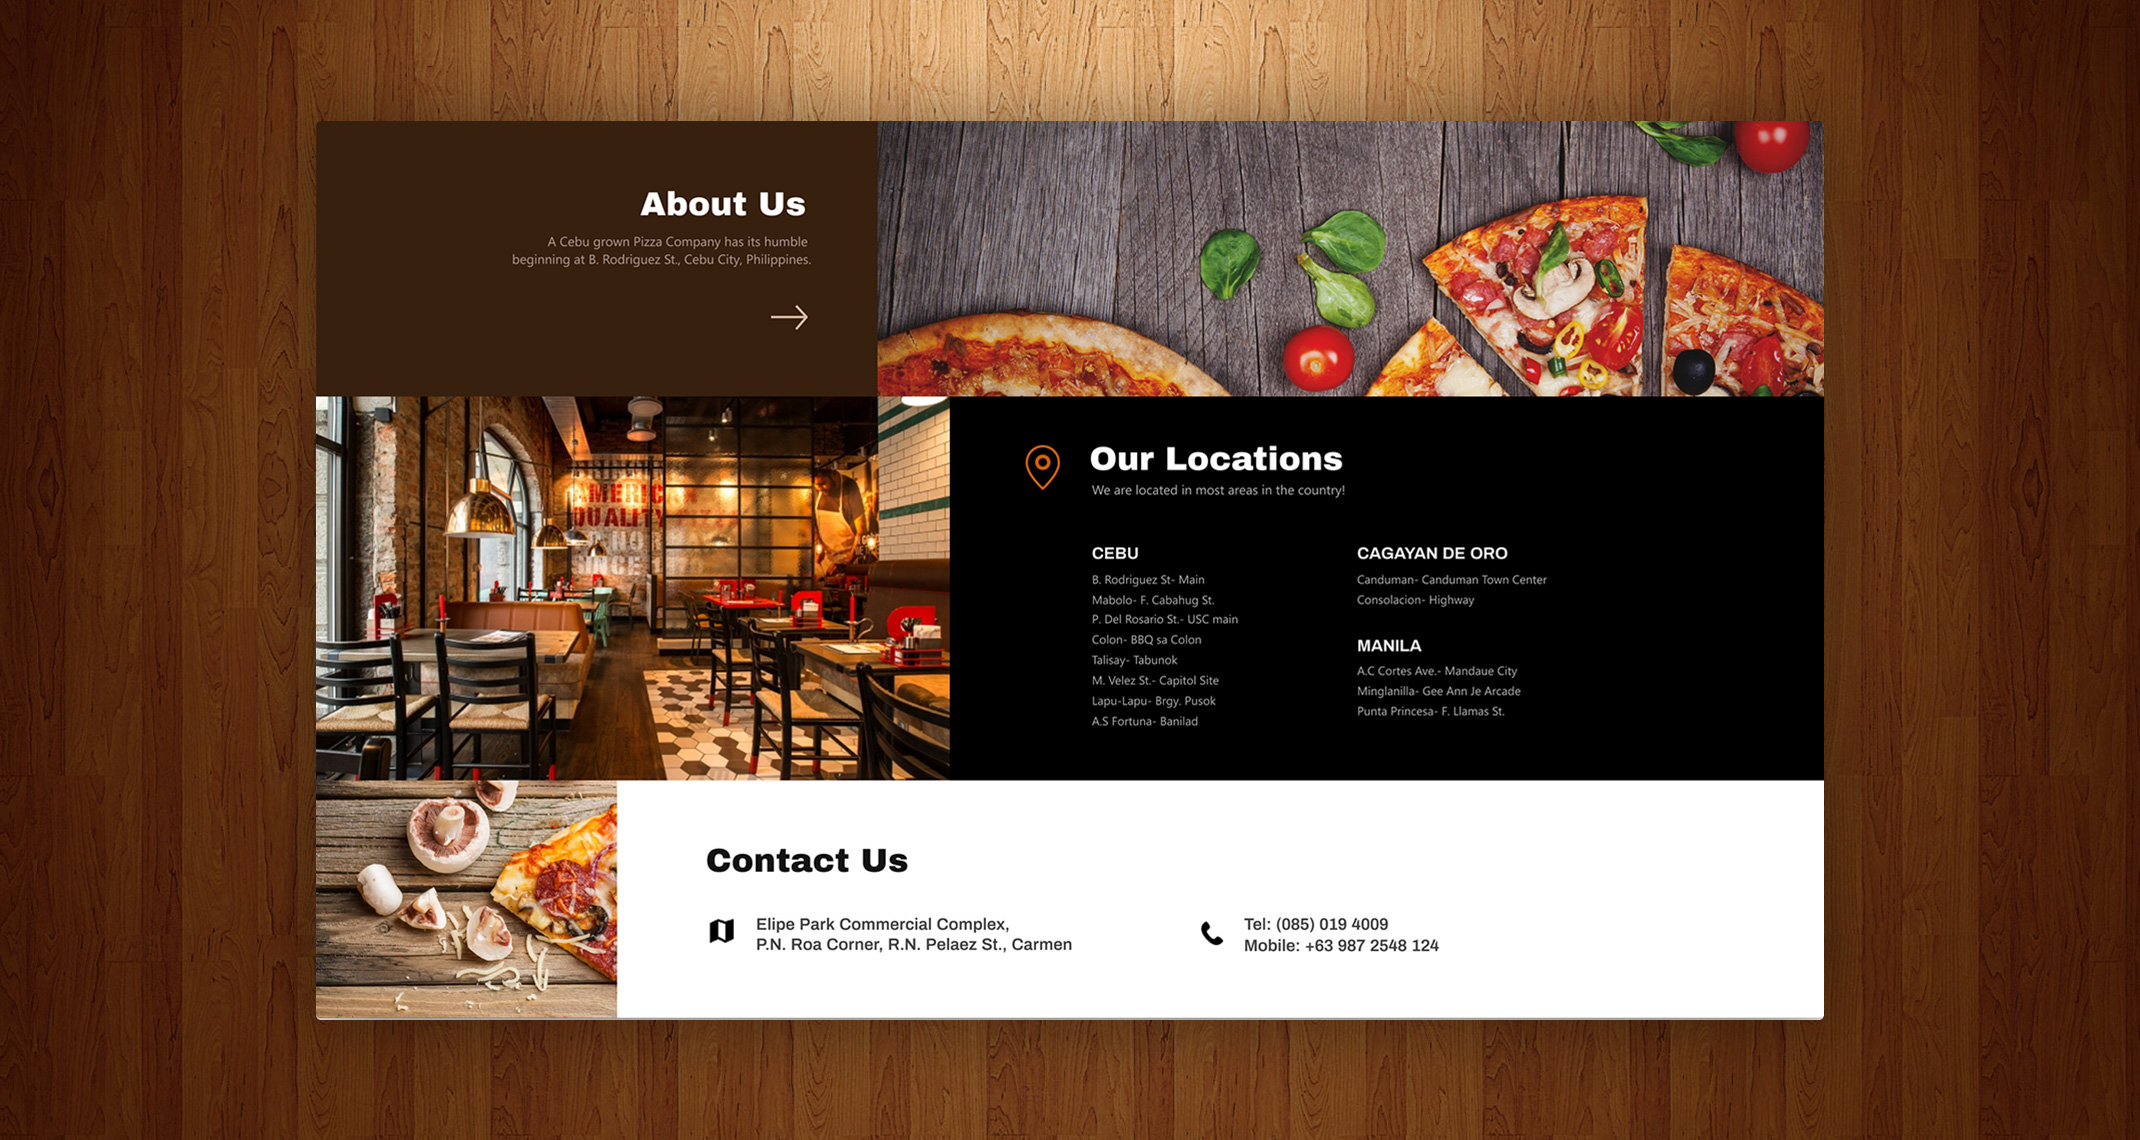 About Us
A Cebu grown Pizza Company has its humble
beginning at B. Rodriguez St., Cebu City, Philippines.
AMERIC
QUALITY
Our Locations
We are located in most areas in the country!
CEBU
B. Rodriguez St- Main
Mabolo- F. Cabahug St.
P. Del Rosario St.- USC main
Colon- BBQ sa Colon
Talisay- Tabunok
M. Velez St.- Capitol Site
Lapu-Lapu- Brgy. Pusok
A.S Fortuna- Banilad
CAGAYAN DE ORO
Canduman- Canduman Town Center
Consolacion- Highway
MANILA
A.C Cortes Ave.- Mandaue City
Minglanilla- Gee Ann Je Arcade
Punta Princesa- F. Llamas St.
Contact Us
Elipe Park Commercial Complex,
P.N. Roa Corner, R.N. Pelaez St., Carmen
Tel: (085) 019 4009
Mobile: +63 987 2548 124